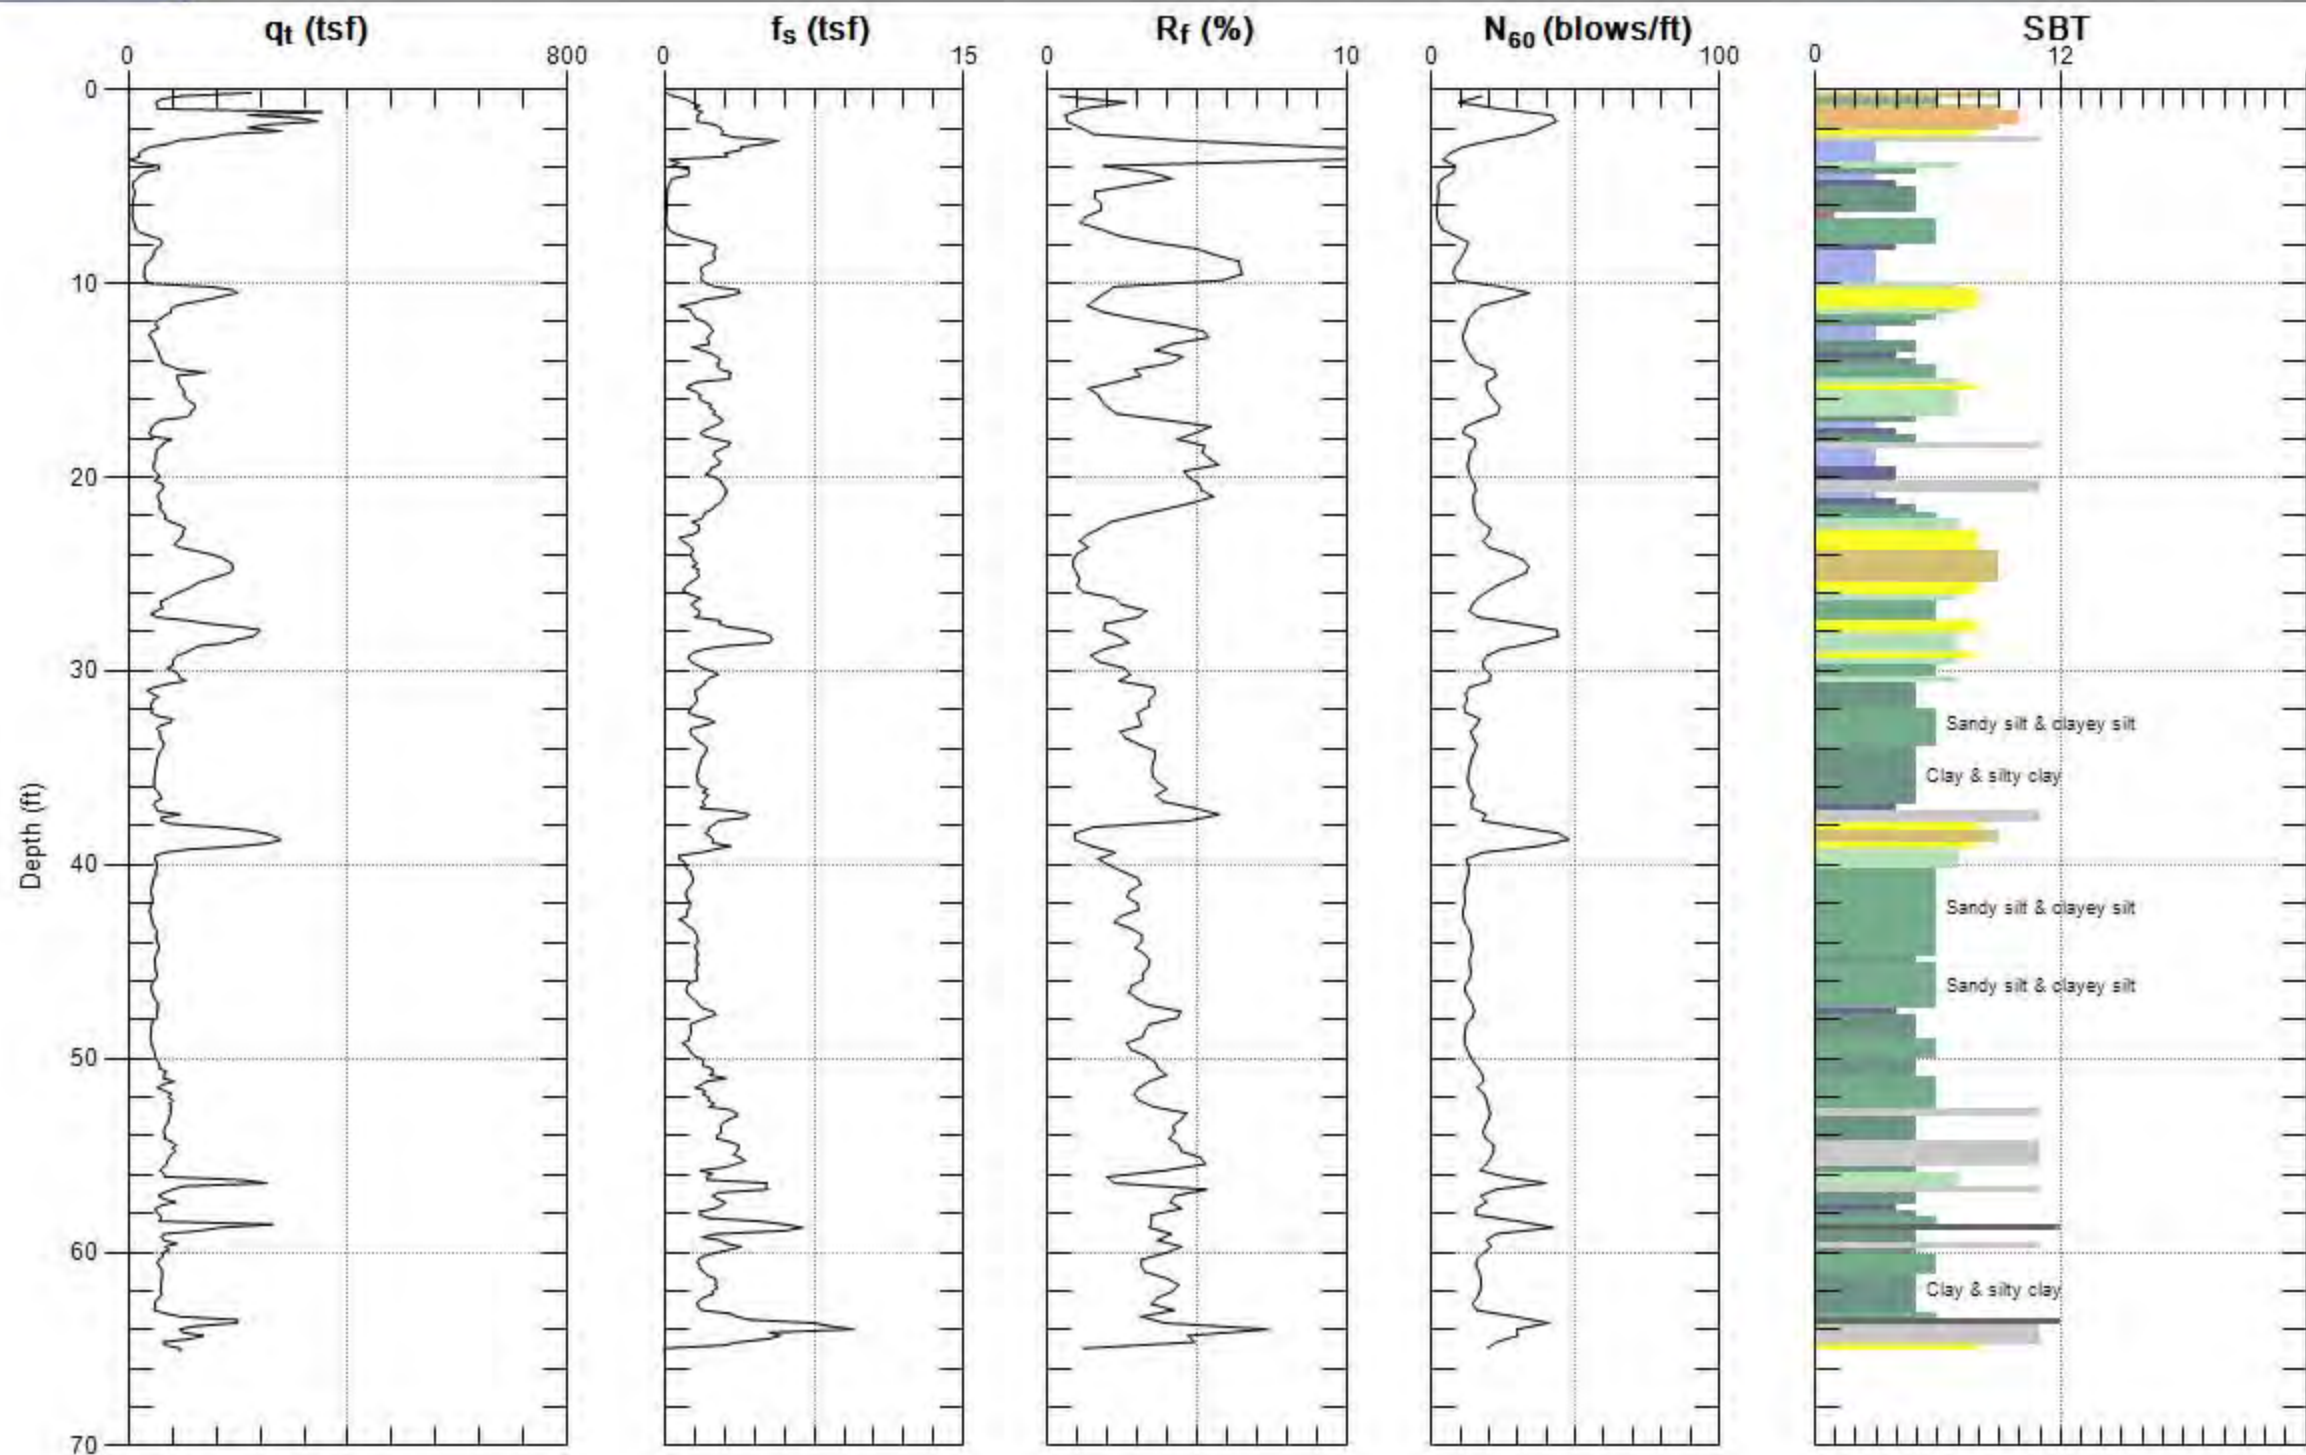 qt (tsf) fs (tsf) Rf (%) N60 (blows/ft) SBT
0 800 0 15 0 10 0 100 0 12
0
10
20
30
Sandy silt & clayey silt
Clay & silty clay
Depth (ft)
40
Sandy silt & clayey silt
Sandy silt & clayey silt
50
60
Clay & silty clay
70